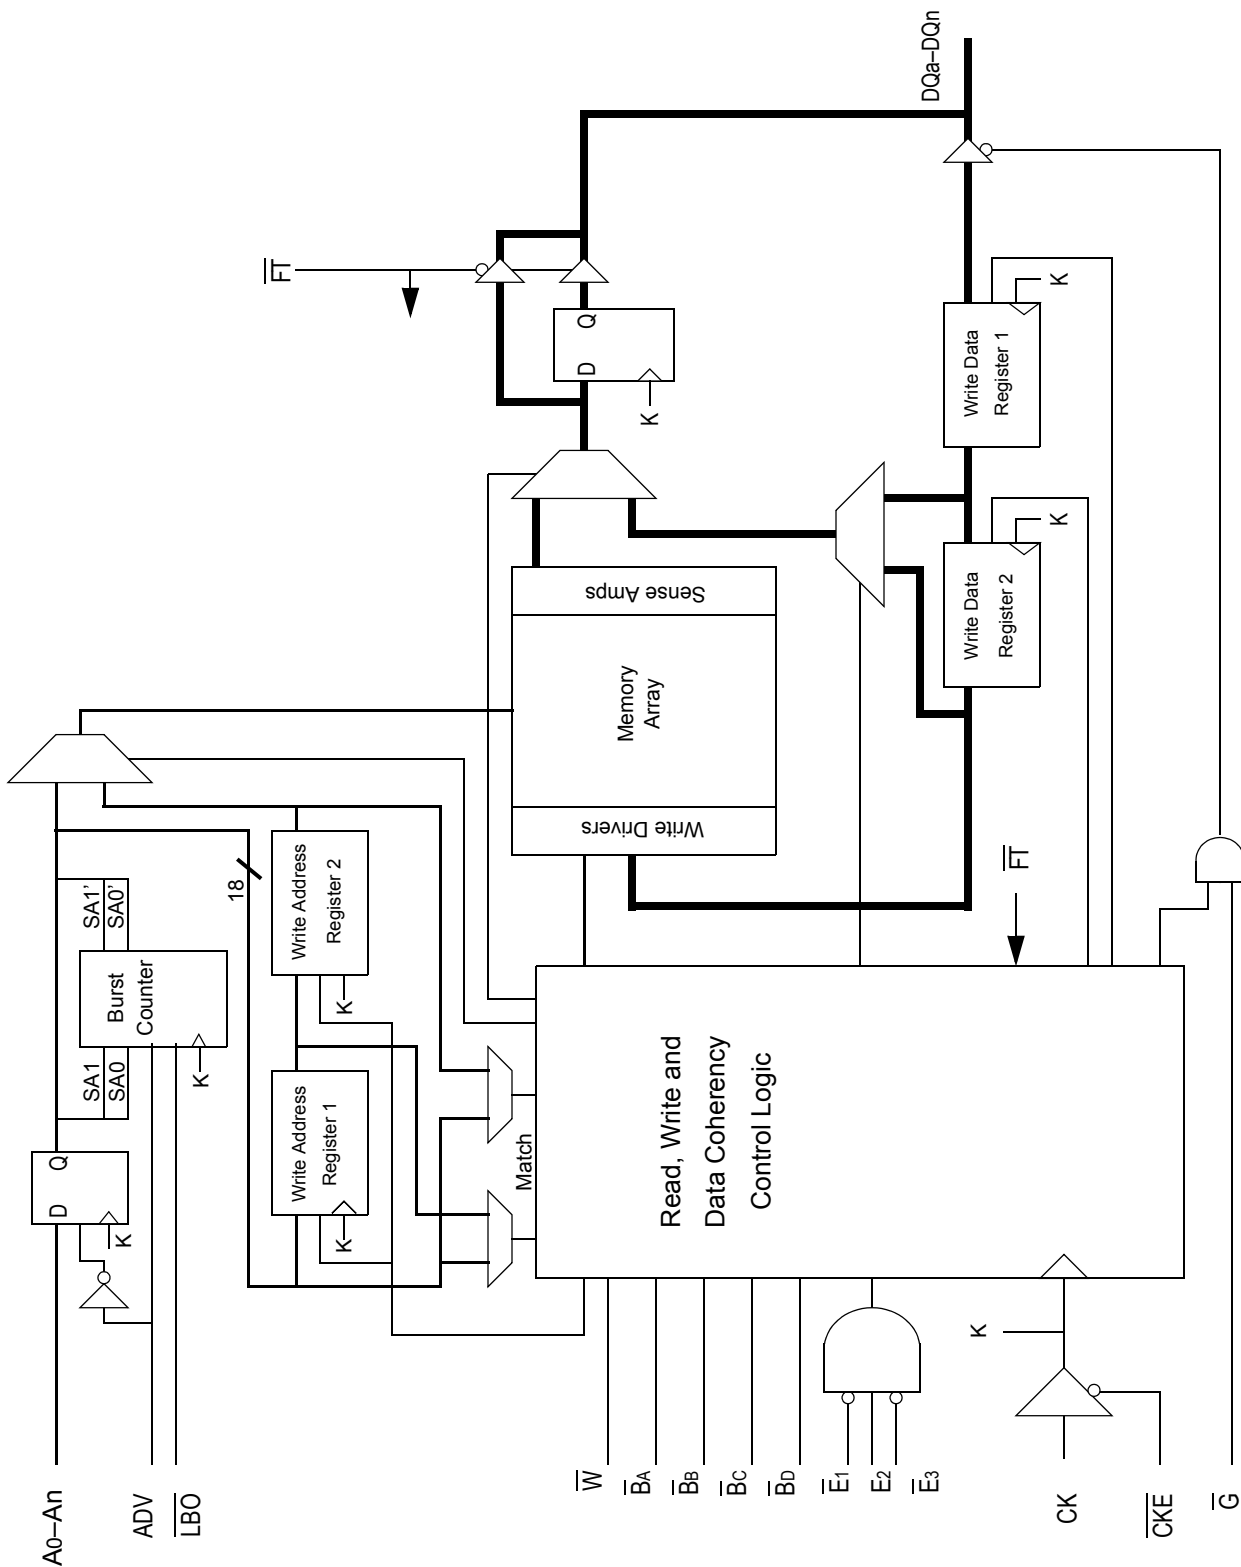 A0–An
ADV
LBO
D
Q
K
SA1
SA0
Burst
Counter
K
SA1'
SA0'
Write Address
Register 1
K
Write Address
Register 2
K
18
Match
FT
Write Drivers
Memory
Array
Sense Amps
D
Q
K
DQa–DQn
Write Data
Register 1
K
Write Data
Register 2
K
FT
Read, Write and
Data Coherency
Control Logic
W
BA
BB
BC
BD
E1
E2
E3
K
CK
CKE
G